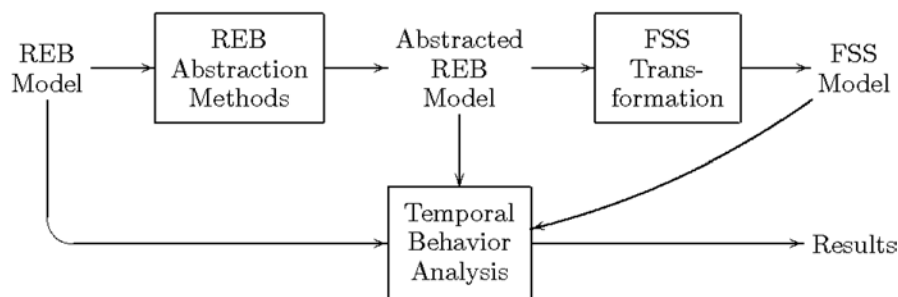 REB
Model
REB
Abstraction
Methods
Abstracted
REB
Model
FSS
Trans-
formation
FSS
Model
Temporal
Behavior
Analysis
Results